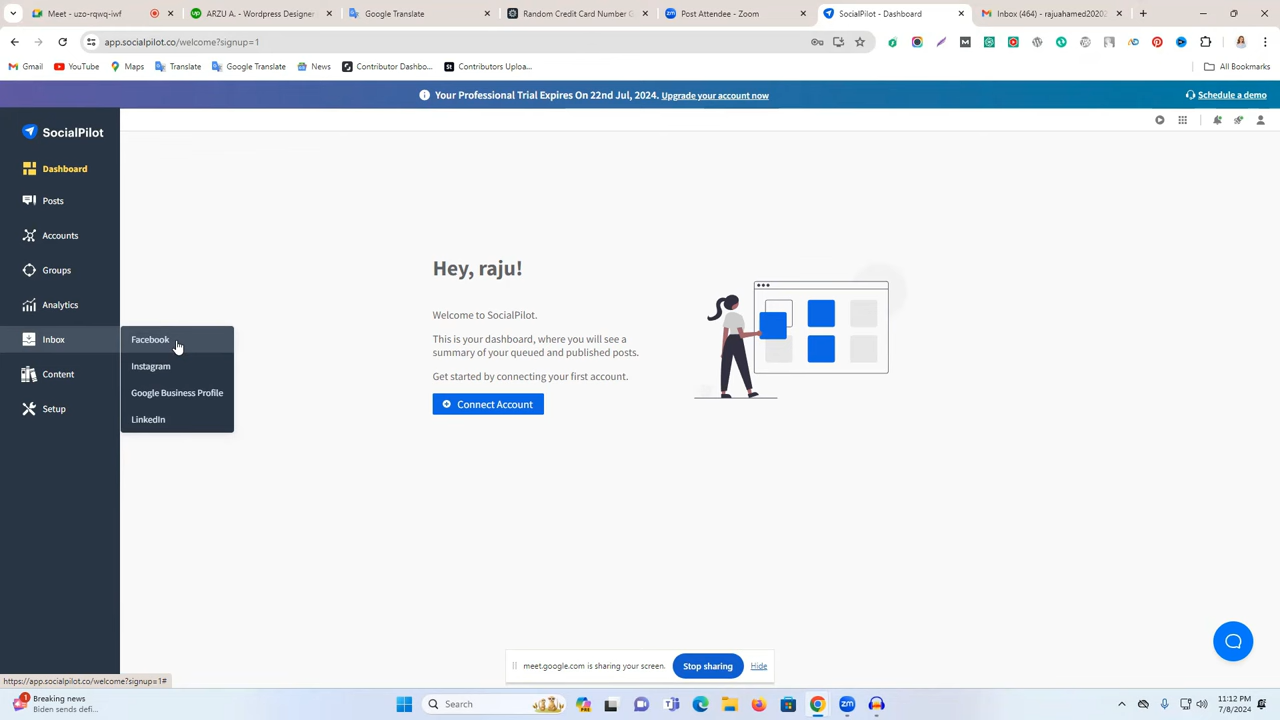 Meet - uzo-rqwq-
ARZU A. - Wordpress Designer
Google Translate
Random Credit Card Number G
Post Attendee - Zoom
SocialPilot - Dashboard
Inbox (464) - rajuahamed20202
app.socialpilot.co/welcome?signup=1
Gmail
YouTube
Maps
Translate
Google Translate
News
Contributor Dashbo...
Contributors Uploa...
All Bookmarks
Your Professional Trial Expires On 22nd Jul, 2024. Upgrade your account now
Schedule a demo
SocialPilot
Dashboard
Posts
Accounts
Groups
Analytics
Inbox
Content
Setup
Facebook
Instagram
Google Business Profile
LinkedIn
Hey, raju!
Welcome to SocialPilot.
This is your dashboard, where you will see a
summary of your queued and published posts.
Get started by connecting your first account.
Connect Account
meet.google.com is sharing your screen.
Stop sharing
Hide
https://app.socialpilot.co/welcome?signup=1#
1
Breaking news
Biden sends defi...
Search
11:12 PM
7/8/2024